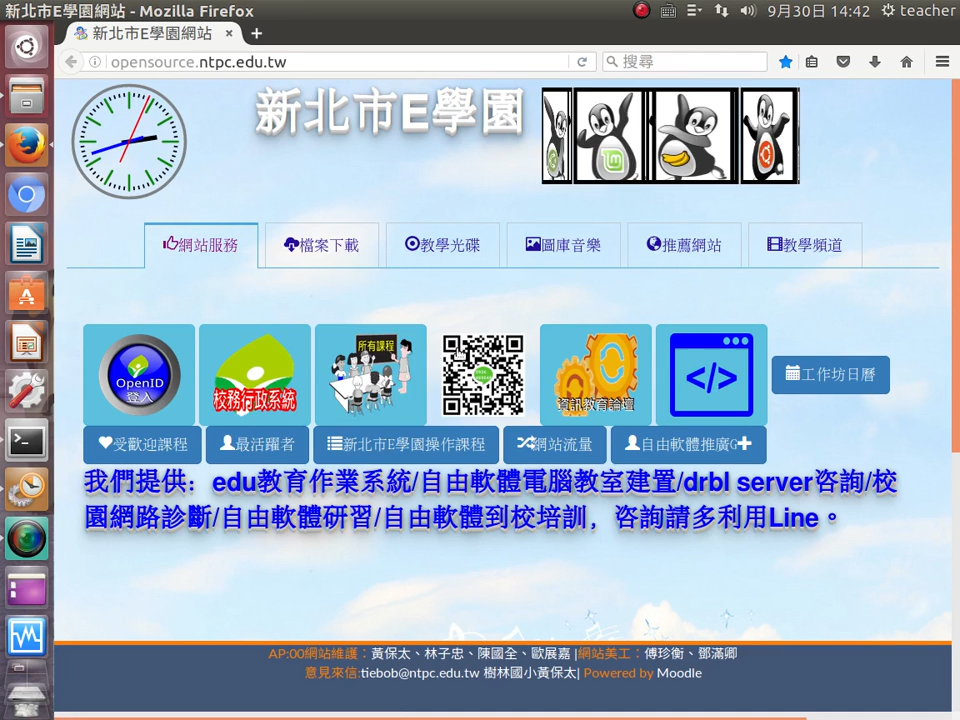 新北市E學園網站 - Mozilla Firefox
9月30日 14:42 teacher
新北市E學園網站
opensource.ntpc.edu.tw
搜尋
新北市E學園
網站服務
檔案下載
教學光碟
圖庫音樂
推薦網站
教學頻道
OpenID
登入
校務行政系統
所有課程
資訊教育論壇
</>
工作坊日曆
受歡迎課程
最活躍者
新北市E學園操作課程
網站流量
自由軟體推廣G+
我們提供：edu教育作業系統/自由軟體電腦教室建置/drbl server咨詢/校
園網路診斷/自由軟體研習/自由軟體到校培訓，咨詢請多利用Line。
AP:00網站維護：黃保太、林子忠、陳國全、歐展嘉 |網站美工：傅珍衡、鄧滿卿
意見來信:tiebob@ntpc.edu.tw 樹林國小黃保太| Powered by Moodle